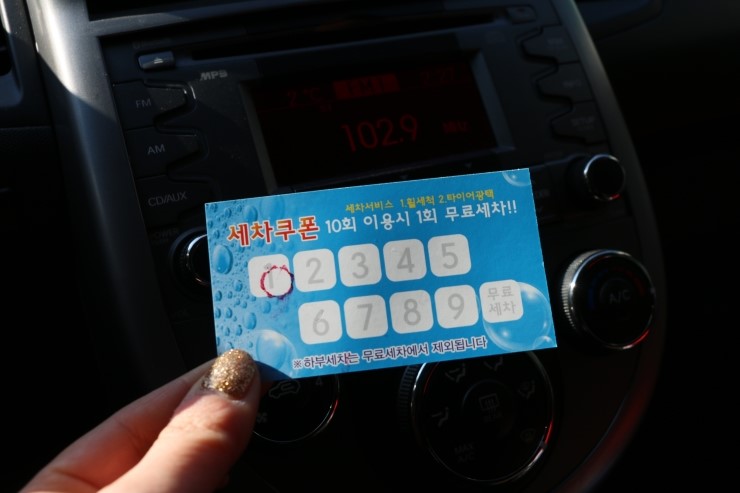 MP3
FM
AM
CD/AUX
102.9 MHz
세차서비스 1.휠세척 2.타이어광택
세차쿠폰 10회 이용시 1회 무료세차!!
1 2 3 4 5
6 7 8 9 무료세차
※하부세차는 무료세차에서 제외됩니다
A/C